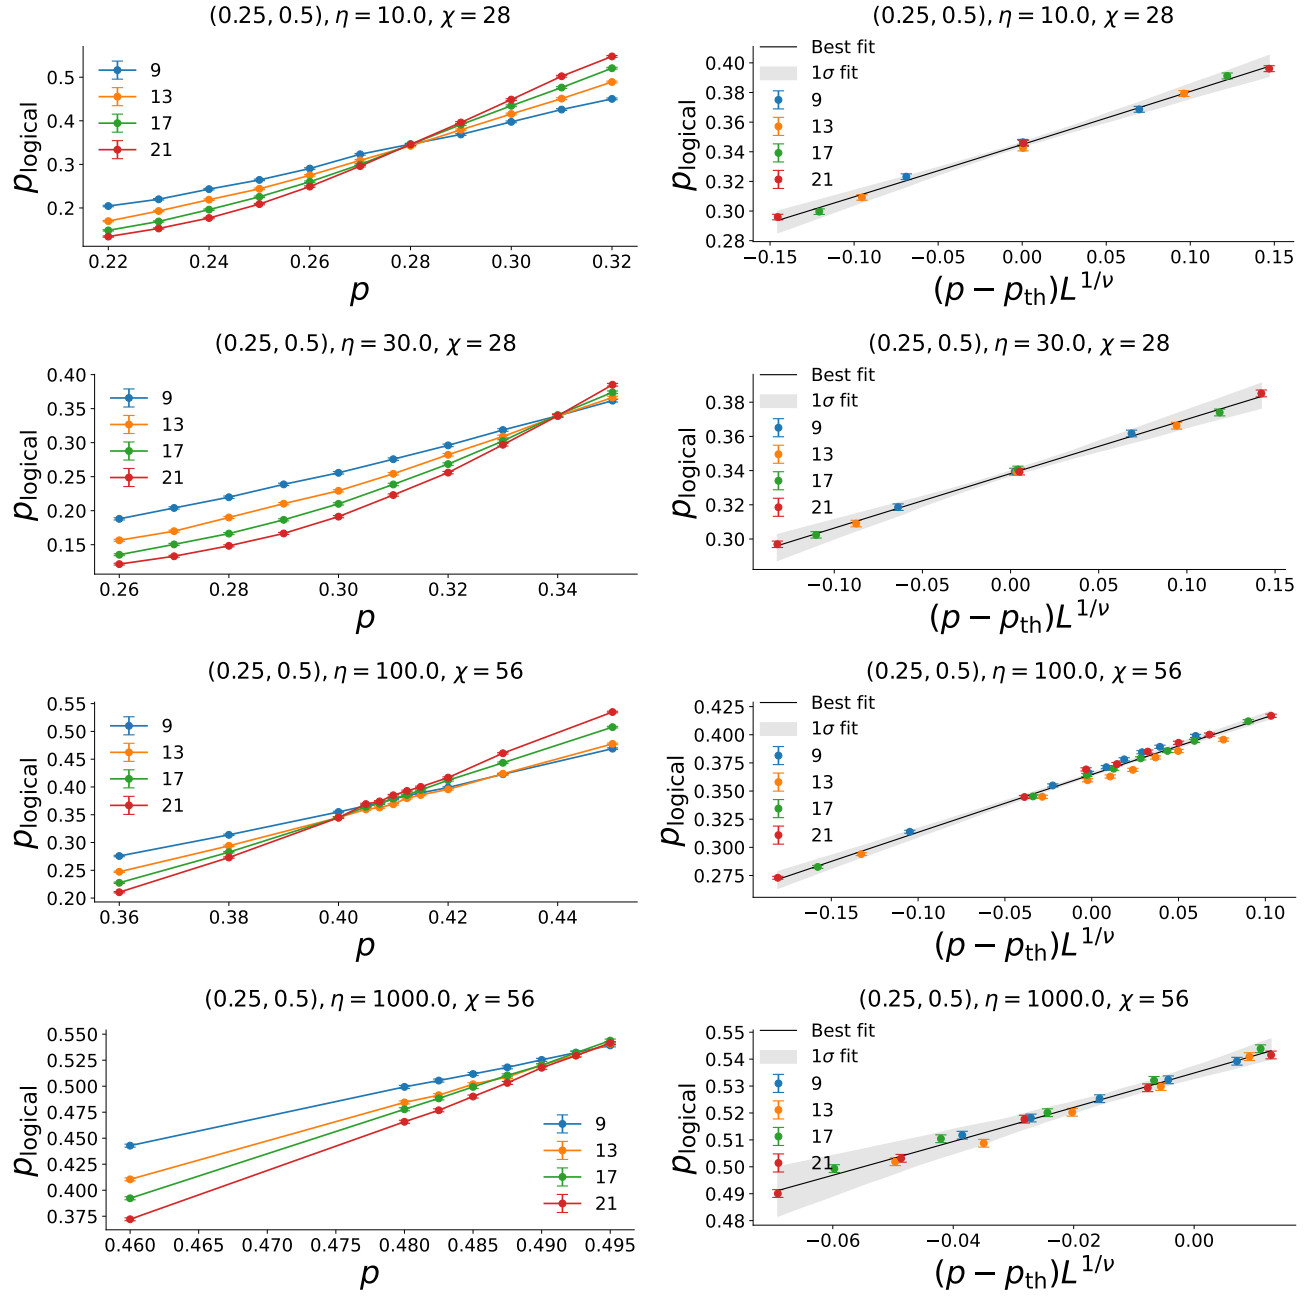 (0.25, 0.5), η = 10.0, χ = 28
0.5
0.4
0.3
0.2
p_logical
9
13
17
21
0.22 0.24 0.26 0.28 0.30 0.32
p
(0.25, 0.5), η = 10.0, χ = 28
0.40
0.38
0.36
0.34
0.32
0.30
0.28
p_logical
Best fit
1σ fit
9
13
17
21
−0.15 −0.10 −0.05 0.00 0.05 0.10 0.15
(p − p_th)L^{1/ν}
(0.25, 0.5), η = 30.0, χ = 28
0.40
0.35
0.30
0.25
0.20
0.15
p_logical
9
13
17
21
0.26 0.28 0.30 0.32 0.34
p
(0.25, 0.5), η = 30.0, χ = 28
0.38
0.36
0.34
0.32
0.30
p_logical
Best fit
1σ fit
9
13
17
21
−0.10 −0.05 0.00 0.05 0.10 0.15
(p − p_th)L^{1/ν}
(0.25, 0.5), η = 100.0, χ = 56
0.55
0.50
0.45
0.40
0.35
0.30
0.25
0.20
p_logical
9
13
17
21
0.36 0.38 0.40 0.42 0.44
p
(0.25, 0.5), η = 100.0, χ = 56
0.425
0.400
0.375
0.350
0.325
0.300
0.275
p_logical
Best fit
1σ fit
9
13
17
21
−0.15 −0.10 −0.05 0.00 0.05 0.10
(p − p_th)L^{1/ν}
(0.25, 0.5), η = 1000.0, χ = 56
0.550
0.525
0.500
0.475
0.450
0.425
0.400
0.375
p_logical
9
13
17
21
0.460 0.465 0.470 0.475 0.480 0.485 0.490 0.495
p
(0.25, 0.5), η = 1000.0, χ = 56
0.55
0.54
0.53
0.52
0.51
0.50
0.49
0.48
p_logical
Best fit
1σ fit
9
13
17
21
−0.06 −0.04 −0.02 0.00
(p − p_th)L^{1/ν}